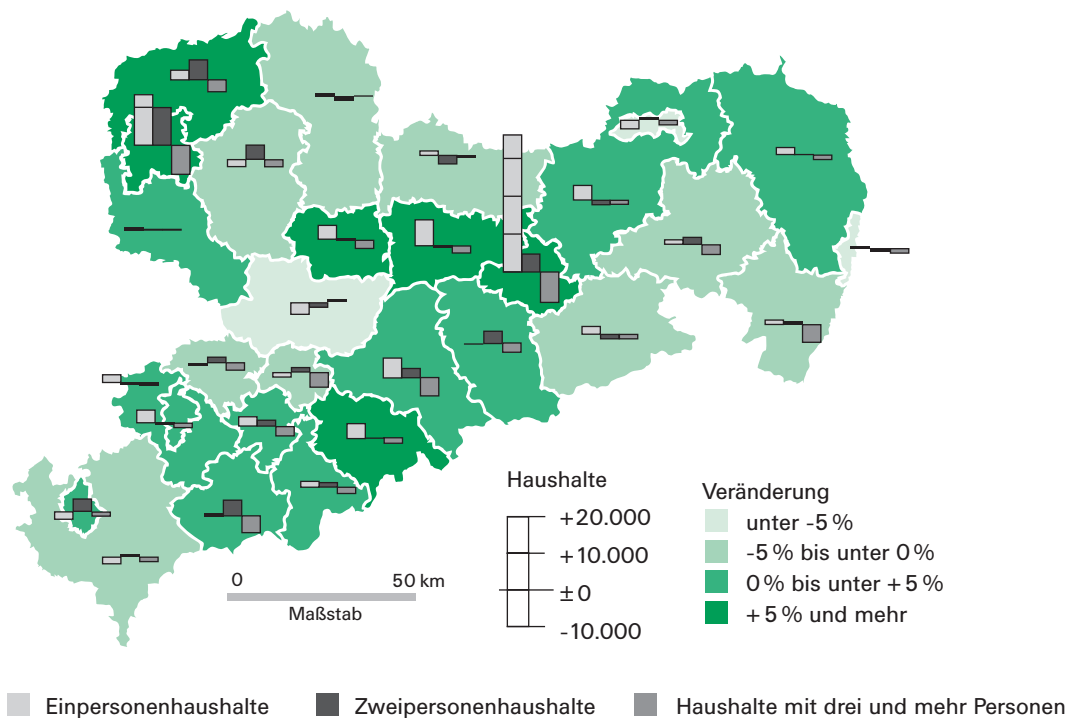 Haushalte
+20.000
+10.000
±0
-10.000
Veränderung
unter -5 %
-5 % bis unter 0 %
0 % bis unter +5 %
+5 % und mehr
0 50 km
Maßstab
Einpersonenhaushalte Zweipersonenhaushalte Haushalte mit drei und mehr Personen